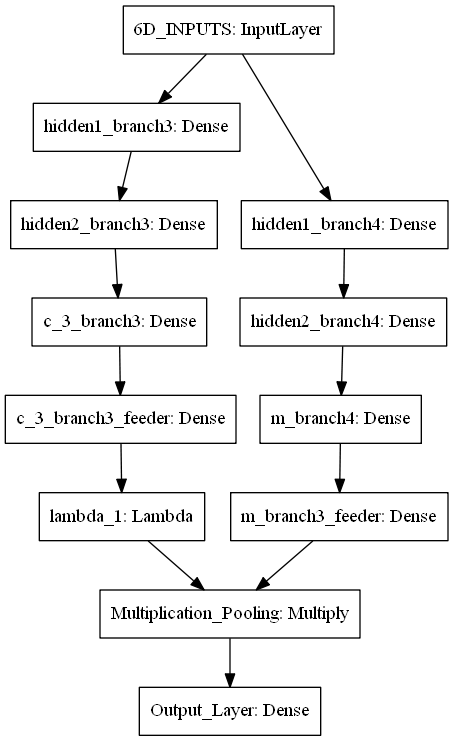 6D_INPUTS: InputLayer
hidden1_branch3: Dense
hidden2_branch3: Dense
hidden1_branch4: Dense
c_3_branch3: Dense
hidden2_branch4: Dense
c_3_branch3_feeder: Dense
m_branch4: Dense
lambda_1: Lambda
m_branch3_feeder: Dense
Multiplication_Pooling: Multiply
Output_Layer: Dense